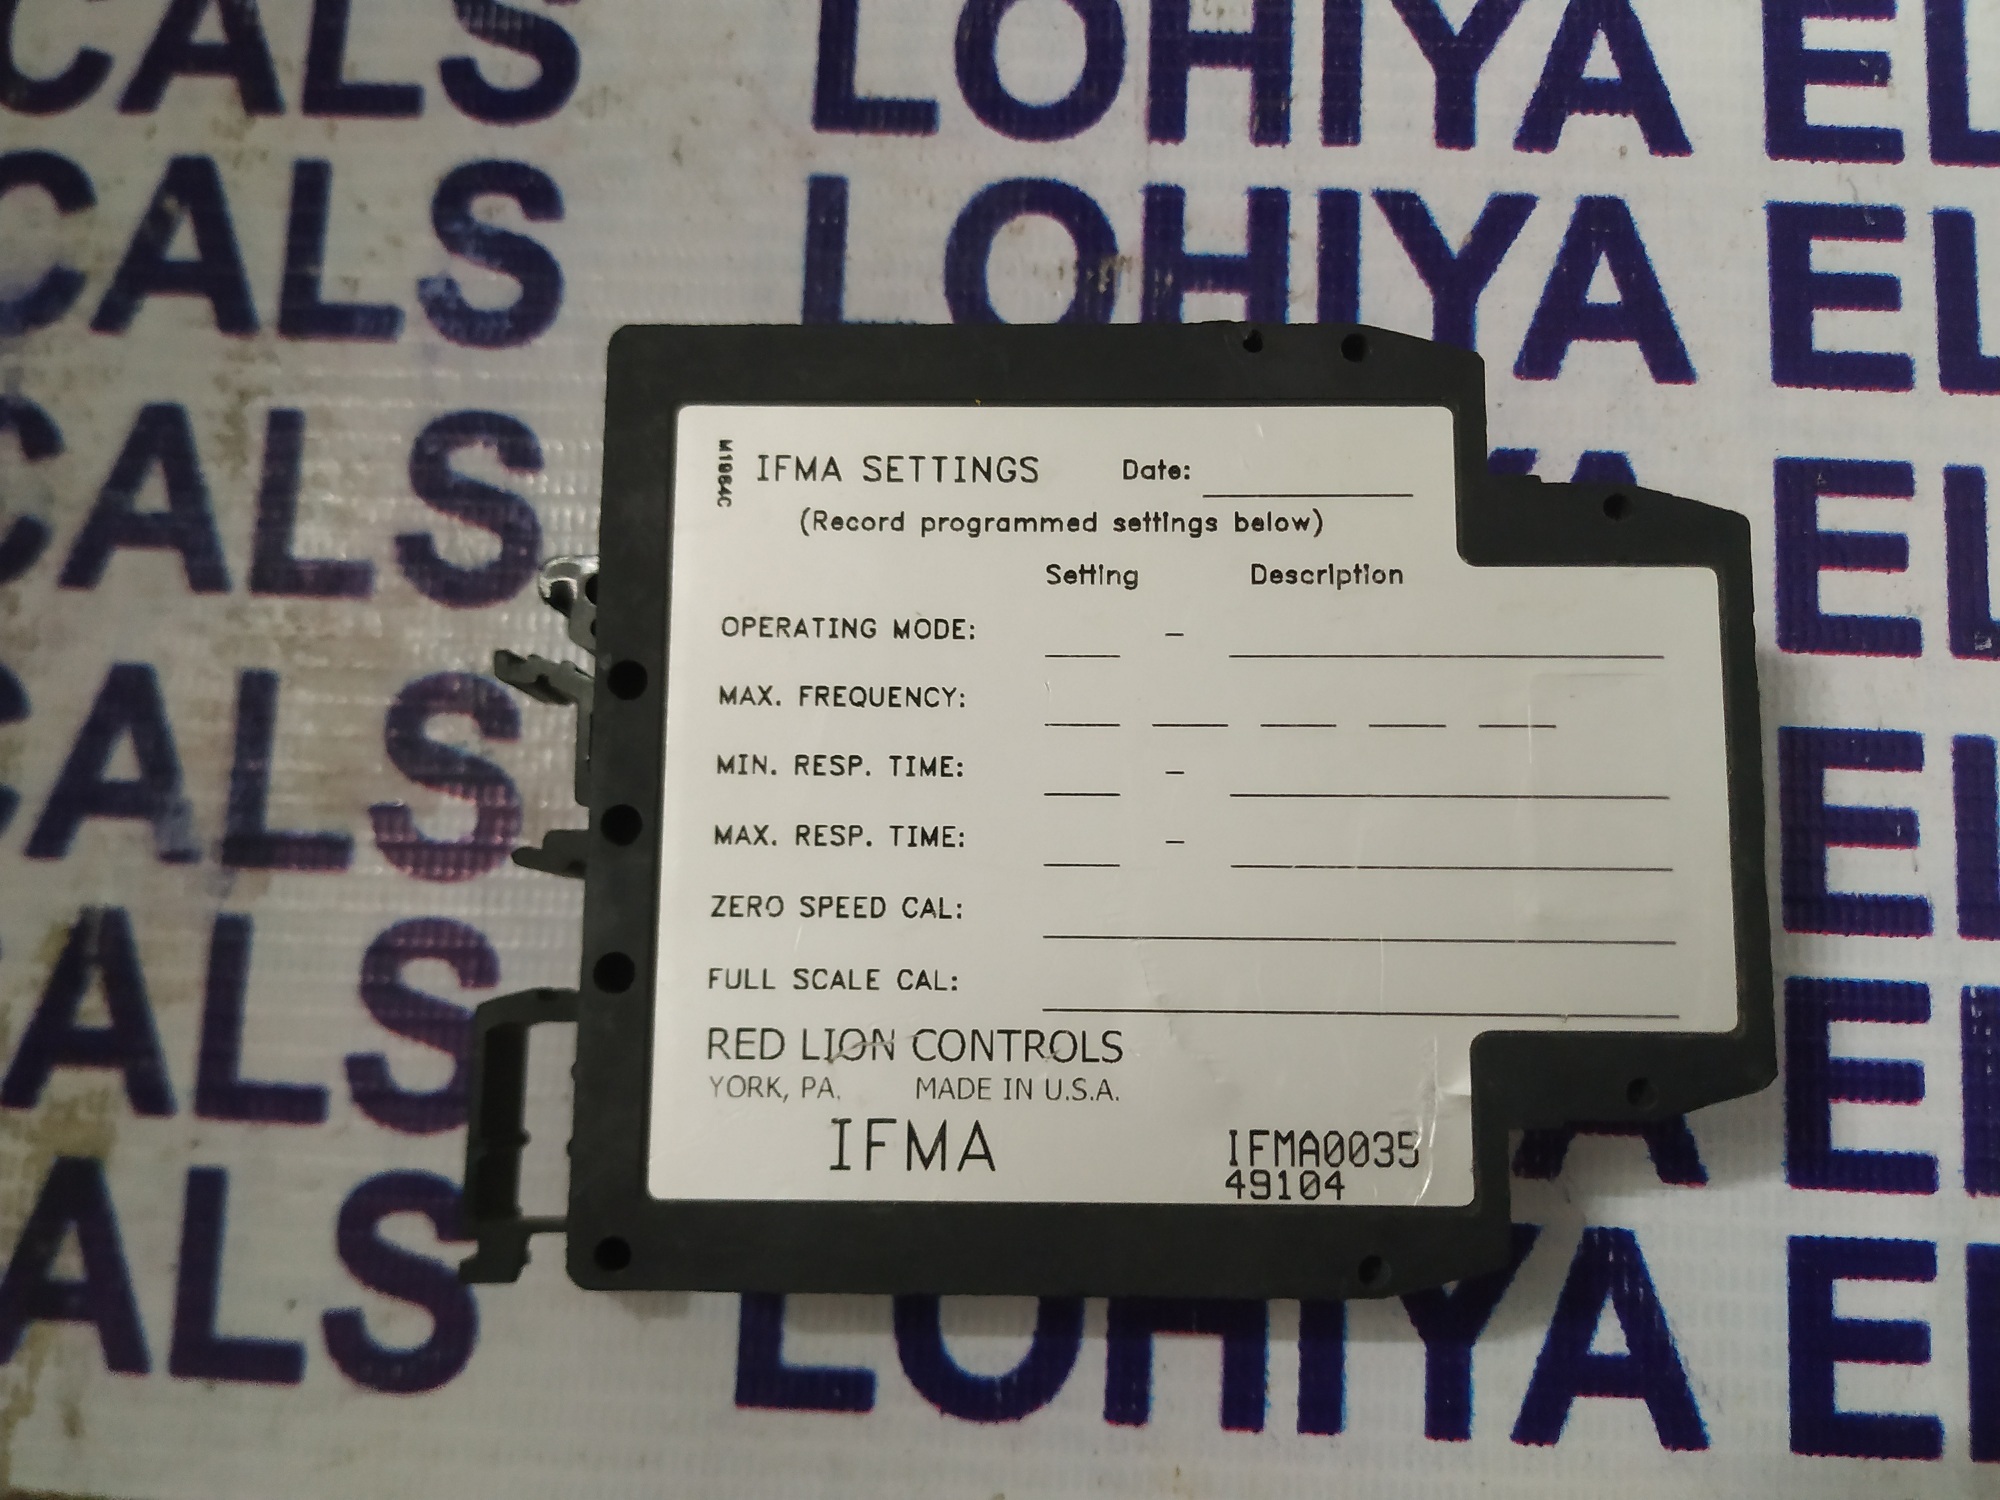 CALS LOHIYA EL
CALS LOHIYA EL
CALS
CALS
CALS
ALS LOHIYA EL
M1984C
IFMA SETTINGS Date:
(Record programmed settings below)
Setting Description
OPERATING MODE: –
MAX. FREQUENCY:
MIN. RESP. TIME: –
MAX. RESP. TIME: –
ZERO SPEED CAL:
FULL SCALE CAL:
RED LION CONTROLS
YORK, PA. MADE IN U.S.A.
IFMA IFMA0035
49104